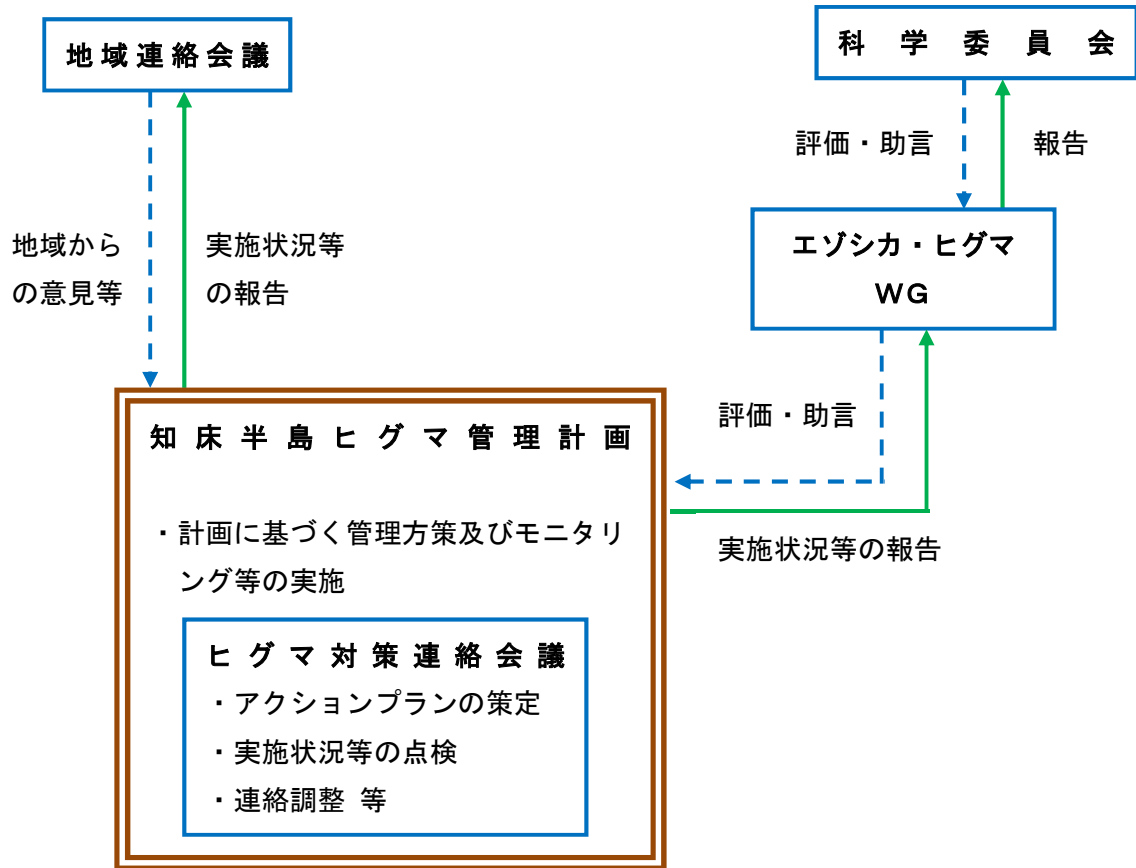 地域連絡会議
科学委員会
評価・助言
報告
地域から
の意見等
実施状況等
の報告
エゾシカ・ヒグマ
ＷＧ
知床半島ヒグマ管理計画
・計画に基づく管理方策及びモニタリ
ング等の実施
評価・助言
実施状況等の報告
ヒグマ対策連絡会議
・アクションプランの策定
・実施状況等の点検
・連絡調整 等